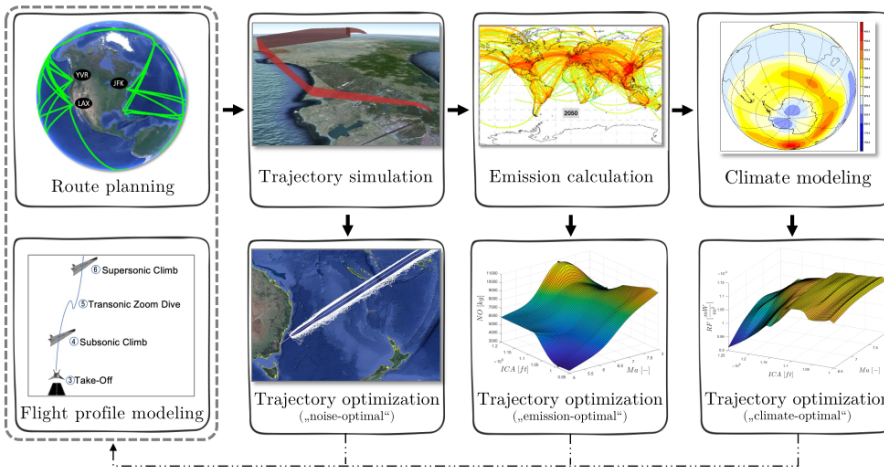 YVR
JFK
LAX
Route planning
Trajectory simulation
2050
Emission calculation
Climate modeling
⑥ Supersonic Climb
⑤ Transonic Zoom Dive
④ Subsonic Climb
③ Take-Off
Flight profile modeling
Trajectory optimization
(„noise-optimal“)
NO [kg]
ICA [ft]
Ma [−]
Trajectory optimization
(„emission-optimal“)
ICA [ft]
Ma [−]
Trajectory optimization
(„climate-optimal“)